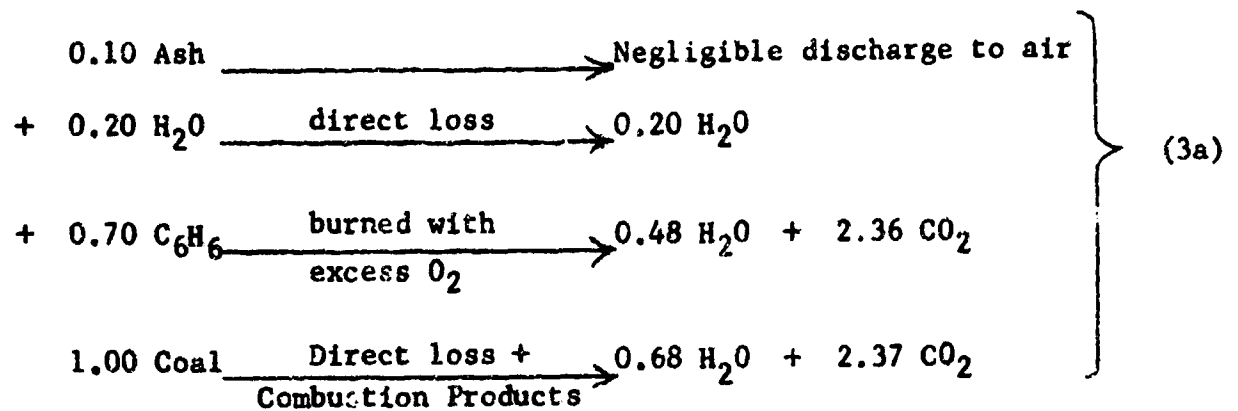 0.10 Ash Negligible discharge to air
+ 0.20 H2O direct loss 0.20 H2O
(3a)
+ 0.70 C6H6 burned with excess O2 0.48 H2O + 2.36 CO2
1.00 Coal Direct loss + Combustion Products 0.68 H2O + 2.37 CO2